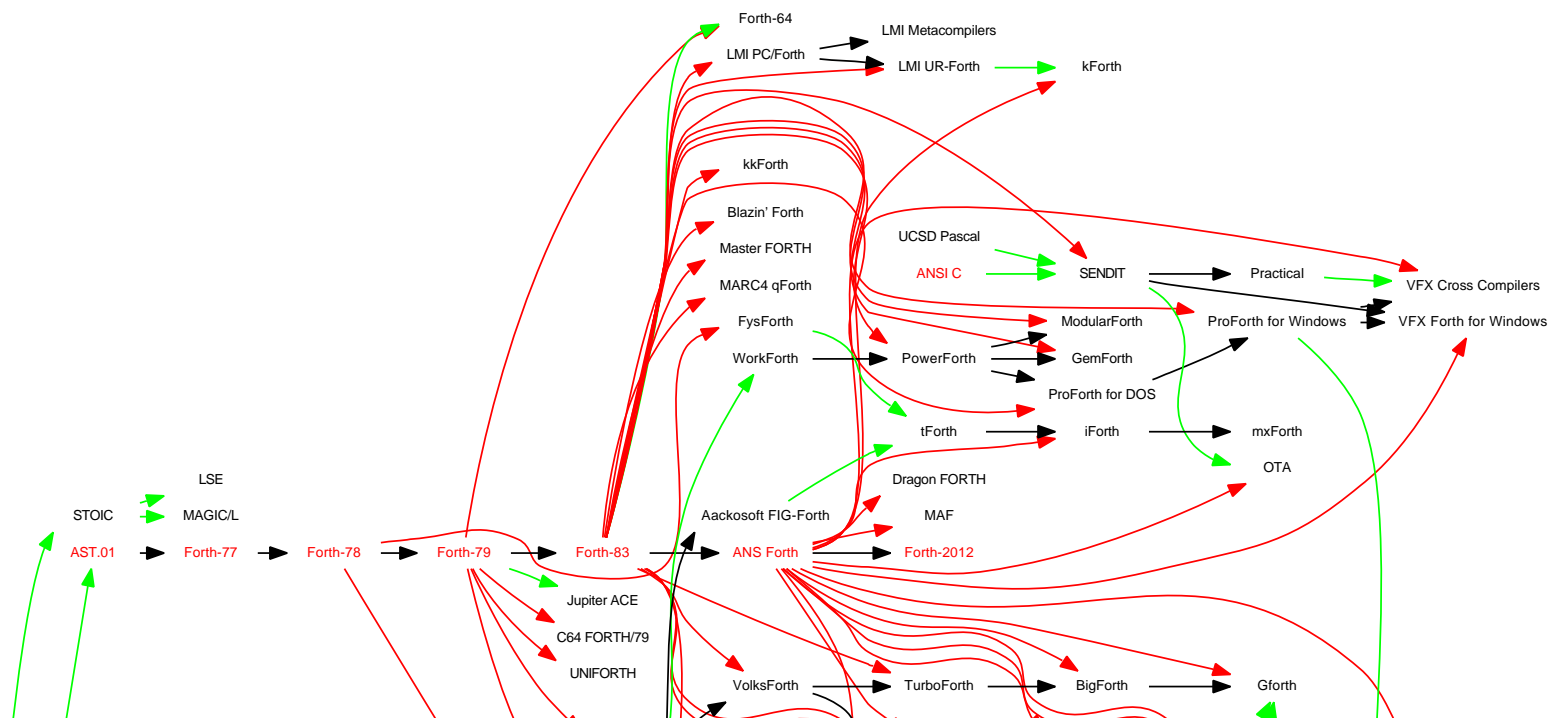 Forth-64
LMI Metacompilers
LMI PC/Forth
LMI UR-Forth
kForth
kkForth
Blazin' Forth
UCSD Pascal
Master FORTH
ANSI C
SENDIT
Practical
MARC4 qForth
VFX Cross Compilers
FysForth
ModularForth
ProForth for Windows
VFX Forth for Windows
WorkForth
PowerForth
GemForth
ProForth for DOS
tForth
iForth
mxForth
OTA
LSE
Dragon FORTH
STOIC
MAGIC/L
Aackosoft FIG-Forth
MAF
AST.01
Forth-77
Forth-78
Forth-79
Forth-83
ANS Forth
Forth-2012
Jupiter ACE
C64 FORTH/79
UNIFORTH
VolksForth
TurboForth
BigForth
Gforth